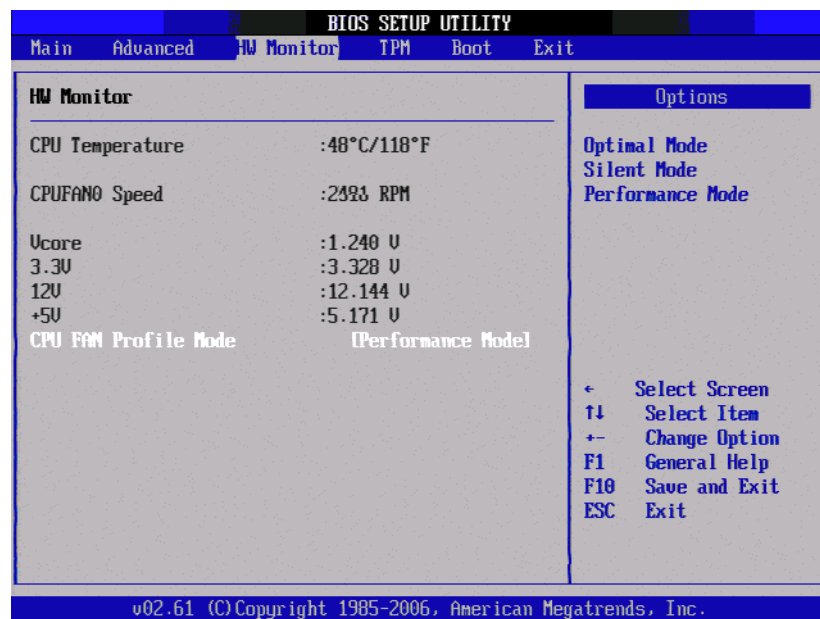 BIOS SETUP UTILITY
Main Advanced HW Monitor TPM Boot Exit
HW Monitor
CPU Temperature :48°C/118°F
CPUFAN0 Speed RPM
Vcore :1.240 V
3.3V :3.328 V
12V :12.144 V
+5V :5.171 V
CPU FAN Profile Mode [Performance Mode]
Options
Optimal Mode
Silent Mode
Performance Mode
← Select Screen
↑↓ Select Item
+- Change Option
F1 General Help
F10 Save and Exit
ESC Exit
v02.61 (C)Copyright 1985-2006, American Megatrends, Inc.